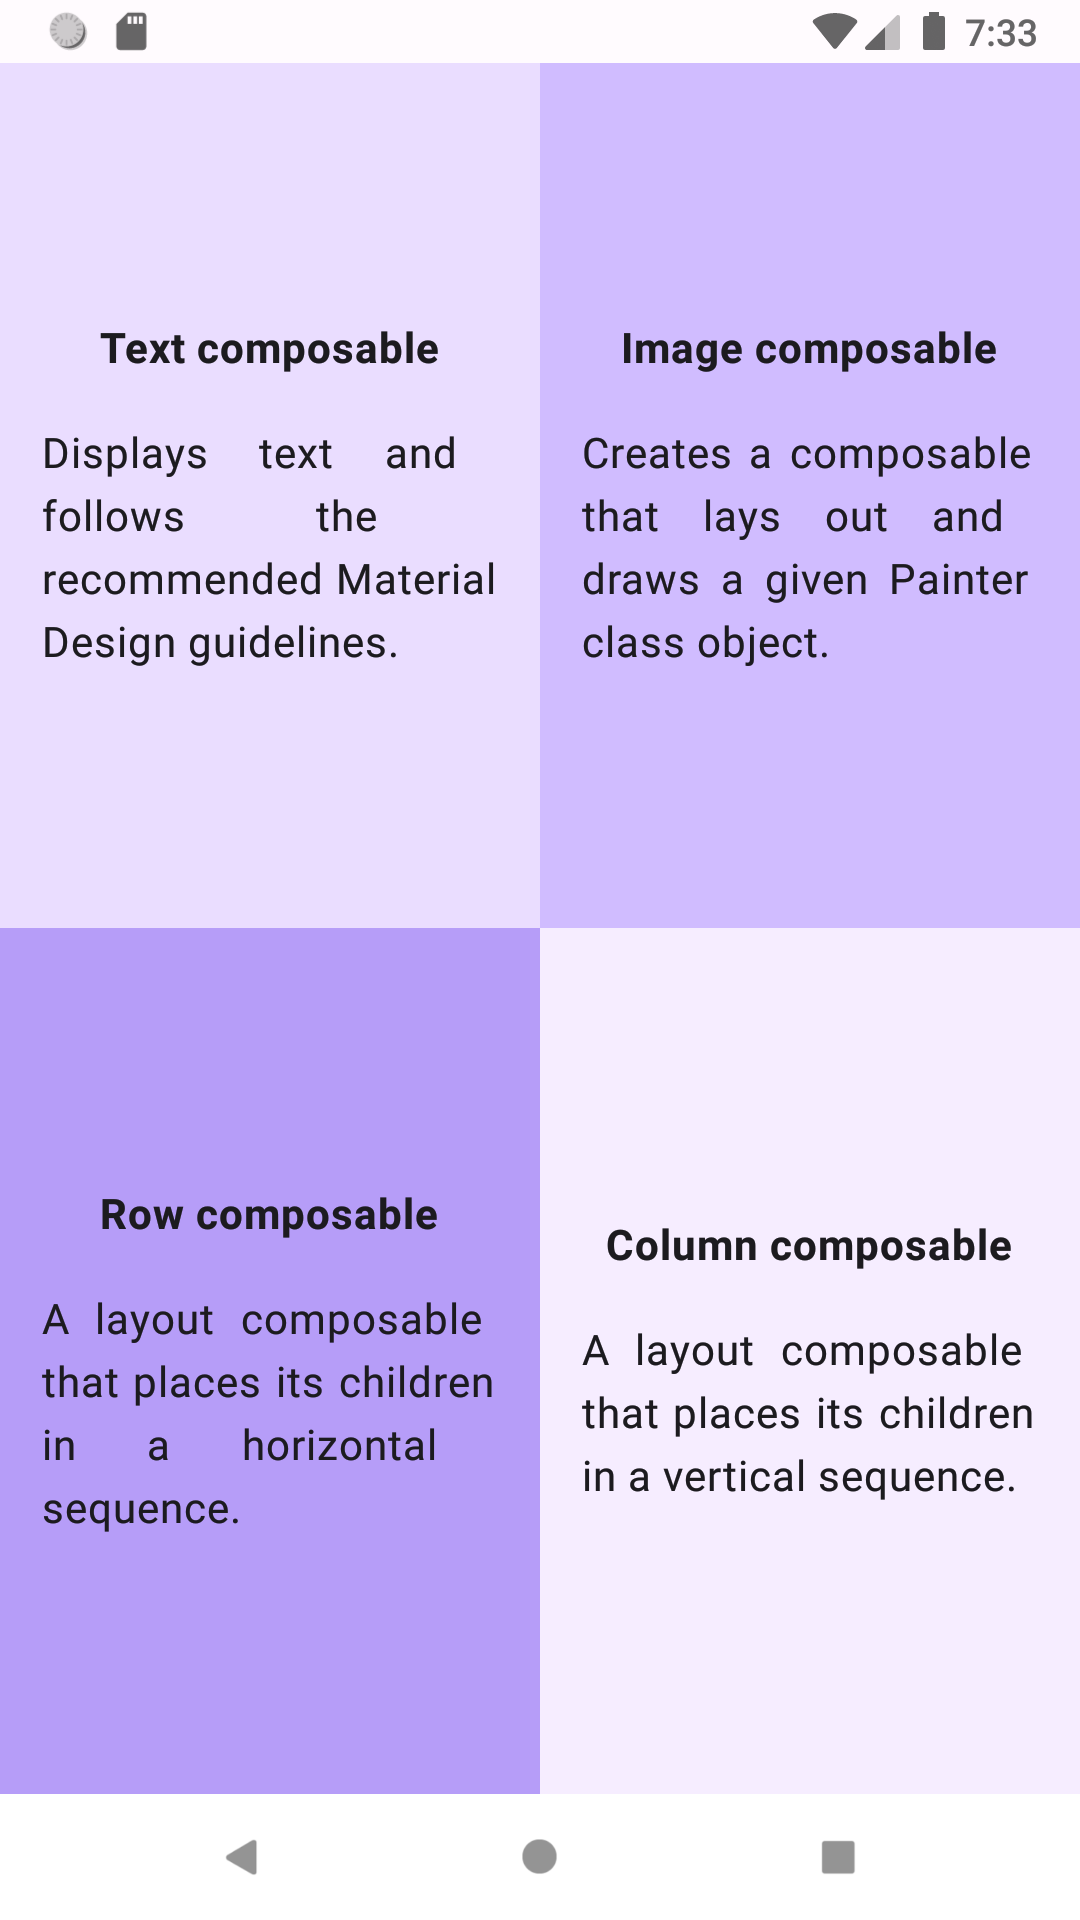 7:33
Text composable
Displays text and
follows the
recommended Material
Design guidelines.
Image composable
Creates a composable
that lays out and
draws a given Painter
class object.
Row composable
A layout composable
that places its children
in a horizontal
sequence.
Column composable
A layout composable
that places its children
in a vertical sequence.